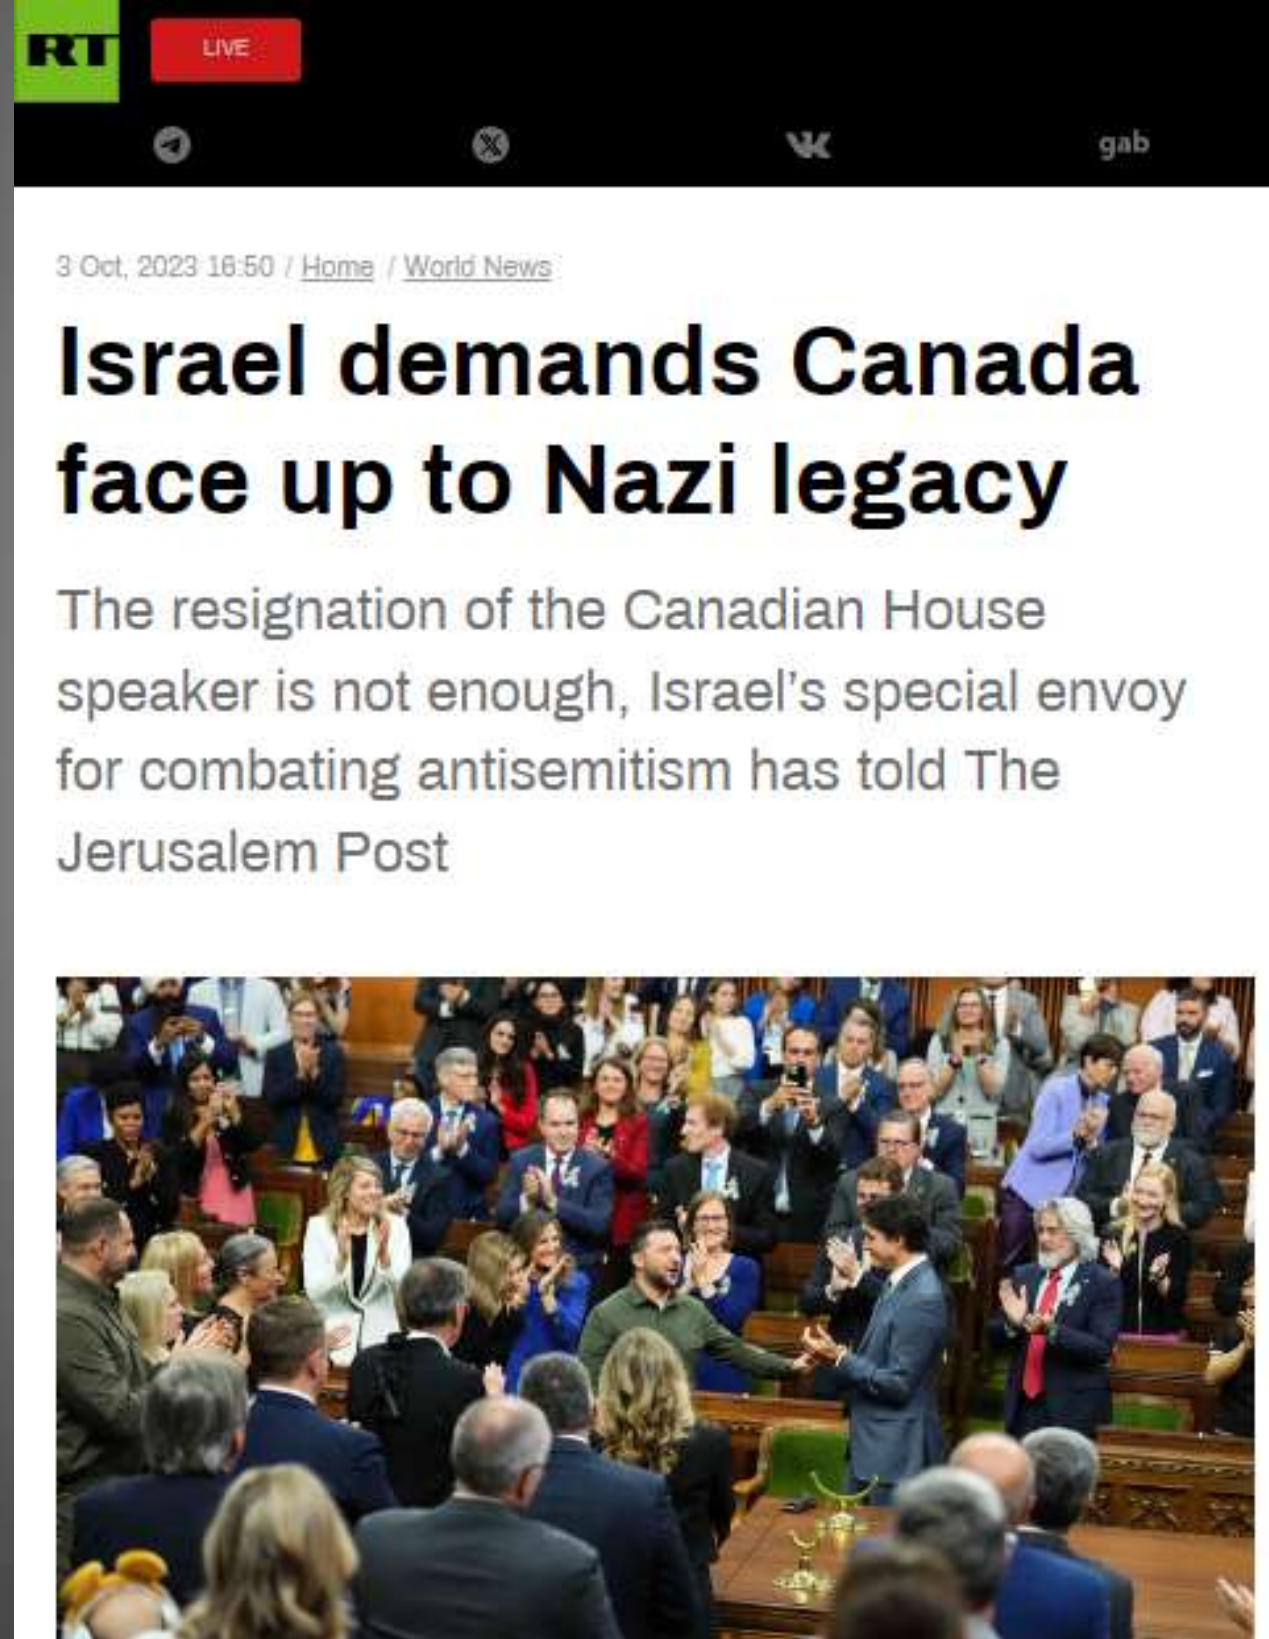 RT
LIVE
gab
3 Oct, 2023 16:50 / Home / World News
Israel demands Canada
face up to Nazi legacy
The resignation of the Canadian House
speaker is not enough, Israel’s special envoy
for combating antisemitism has told The
Jerusalem Post